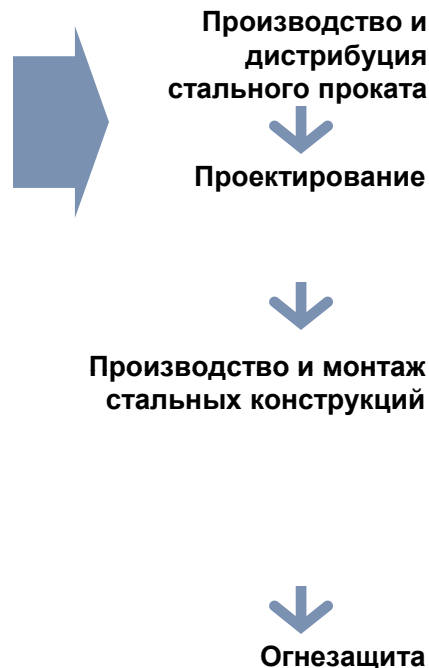 Производство и
дистрибуция
стального проката
Проектирование
Производство и монтаж
стальных конструкций
Огнезащита